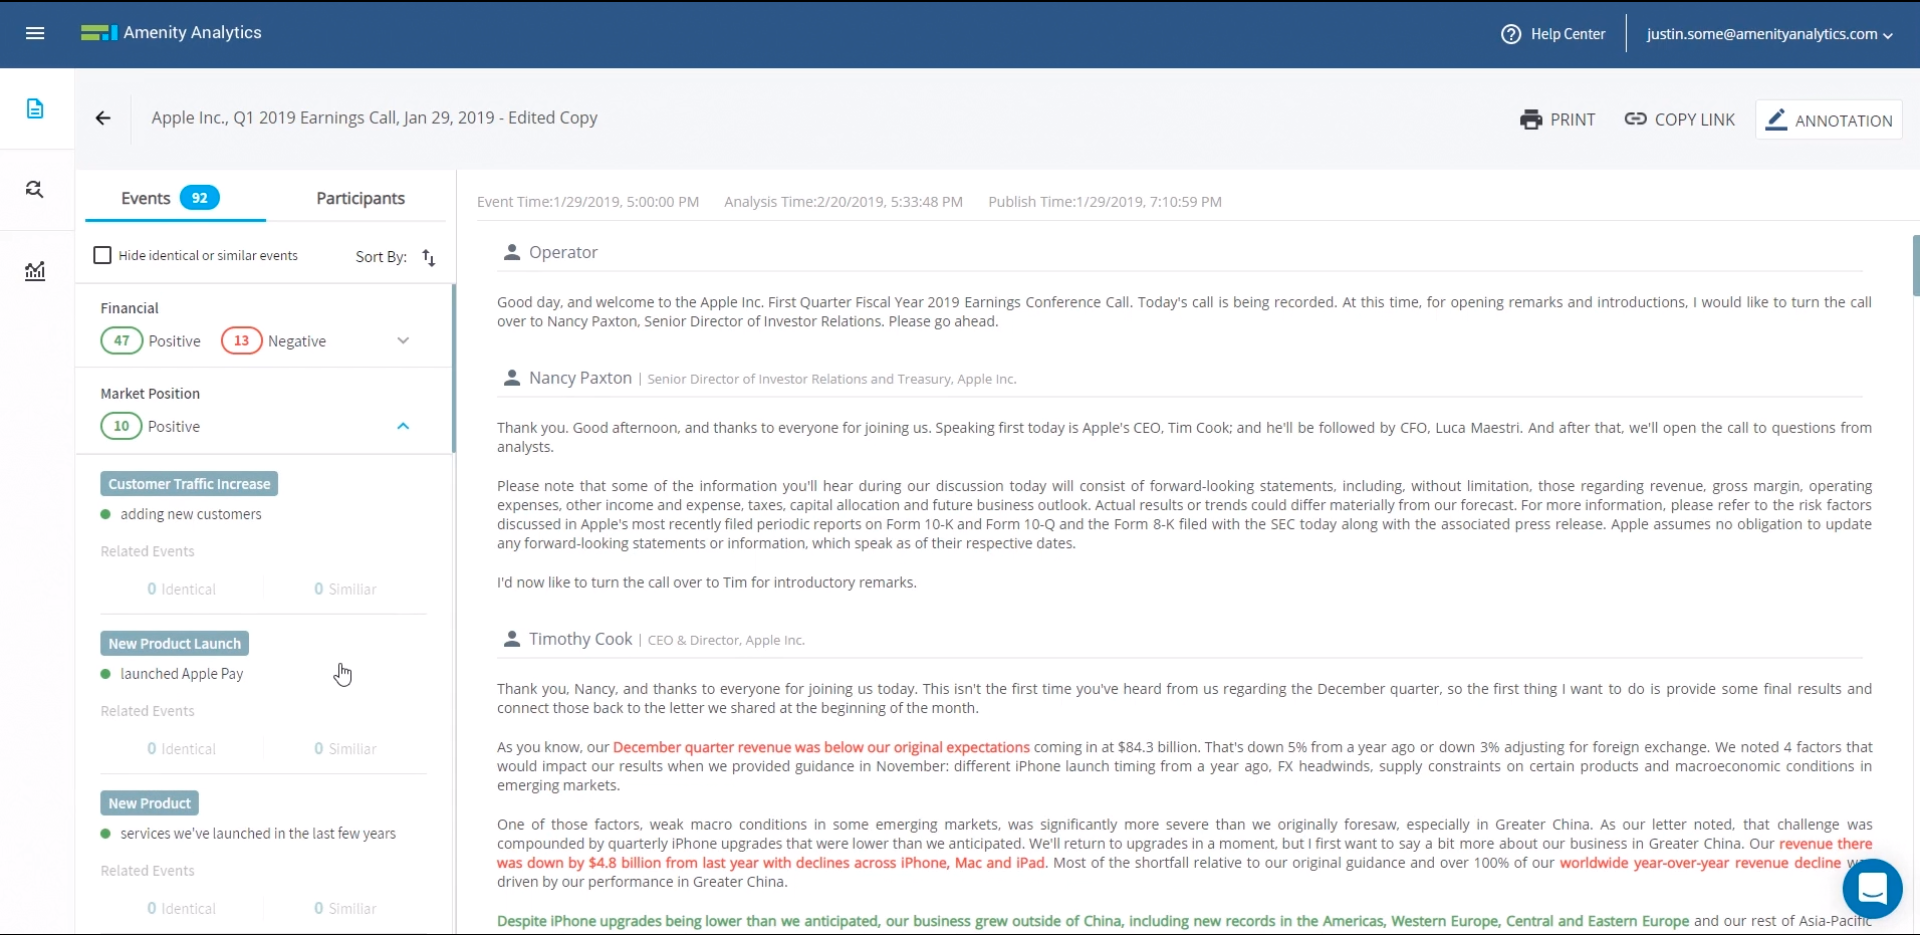 Amenity Analytics
Help Center
justin.some@amenityanalytics.com
Apple Inc., Q1 2019 Earnings Call, Jan 29, 2019 - Edited Copy
PRINT
COPY LINK
ANNOTATION
Events 92
Participants
Hide identical or similar events
Sort By:
Financial
47 Positive 13 Negative
Market Position
10 Positive
Customer Traffic Increase
adding new customers
Related Events
0 Identical 0 Similiar
New Product Launch
launched Apple Pay
Related Events
0 Identical 0 Similiar
New Product
services we've launched in the last few years
Related Events
0 Identical 0 Similiar
Event Time:1/29/2019, 5:00:00 PM Analysis Time:2/20/2019, 5:33:48 PM Publish Time:1/29/2019, 7:10:59 PM
Operator
Good day, and welcome to the Apple Inc. First Quarter Fiscal Year 2019 Earnings Conference Call. Today's call is being recorded. At this time, for opening remarks and introductions, I would like to turn the call
over to Nancy Paxton, Senior Director of Investor Relations. Please go ahead.
Nancy Paxton | Senior Director of Investor Relations and Treasury, Apple Inc.
Thank you. Good afternoon, and thanks to everyone for joining us. Speaking first today is Apple's CEO, Tim Cook; and he'll be followed by CFO, Luca Maestri. And after that, we'll open the call to questions from
analysts.
Please note that some of the information you'll hear during our discussion today will consist of forward-looking statements, including, without limitation, those regarding revenue, gross margin, operating
expenses, other income and expense, taxes, capital allocation and future business outlook. Actual results or trends could differ materially from our forecast. For more information, please refer to the risk factors
discussed in Apple's most recently filed periodic reports on Form 10-K and Form 10-Q and the Form 8-K filed with the SEC today along with the associated press release. Apple assumes no obligation to update
any forward-looking statements or information, which speak as of their respective dates.
I'd now like to turn the call over to Tim for introductory remarks.
Timothy Cook | CEO & Director, Apple Inc.
Thank you, Nancy, and thanks to everyone for joining us today. This isn't the first time you've heard from us regarding the December quarter, so the first thing I want to do is provide some final results and
connect those back to the letter we shared at the beginning of the month.
As you know, our December quarter revenue was below our original expectations coming in at $84.3 billion. That's down 5% from a year ago or down 3% adjusting for foreign exchange. We noted 4 factors that
would impact our results when we provided guidance in November: different iPhone launch timing from a year ago, FX headwinds, supply constraints on certain products and macroeconomic conditions in
emerging markets.
One of those factors, weak macro conditions in some emerging markets, was significantly more severe than we originally foresaw, especially in Greater China. As our letter noted, that challenge was
compounded by quarterly iPhone upgrades that were lower than we anticipated. We'll return to upgrades in a moment, but I first want to say a bit more about our business in Greater China. Our revenue there
was down by $4.8 billion from last year with declines across iPhone, Mac and iPad. Most of the shortfall relative to our original guidance and over 100% of our worldwide year-over-year revenue decline
driven by our performance in Greater China.
Despite iPhone upgrades being lower than we anticipated, our business grew outside of China, including new records in the Americas, Western Europe, Central and Eastern Europe and our rest of Asia-Pacific